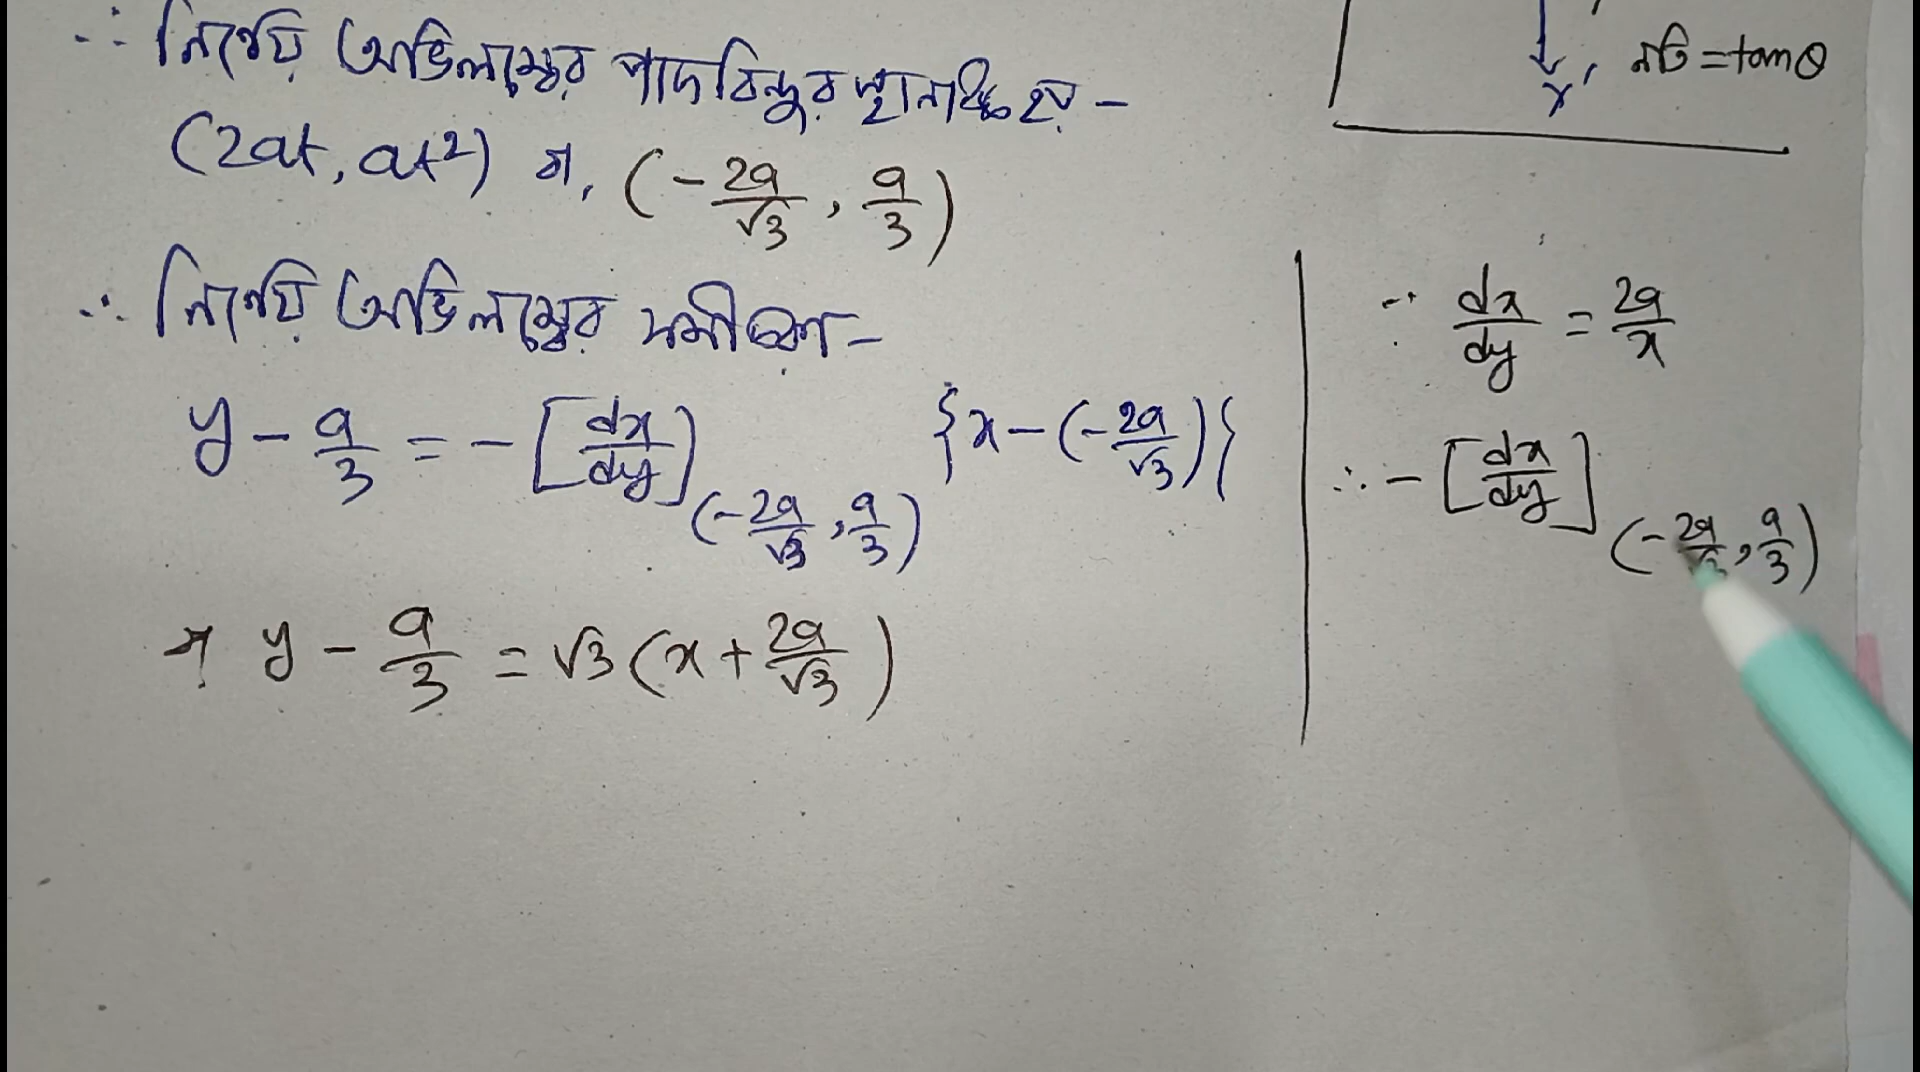 ∴ নির্ণেয় অভিলম্বের পাদবিন্দুর স্থানাঙ্ক হয় -
(2at, at²) বা, (-2a/√3, a/3)
∴ নির্ণেয় অভিলম্বের সমীকরণ -
y - a/3 = - [dx/dy](-2a/√3, a/3) {x - (-2a/√3)}
বা y - a/3 = √3 (x + 2a/√3)
নতি = tanθ
∵ dx/dy = 2a/x
∴ - [dx/dy](-2a/√3, a/3)